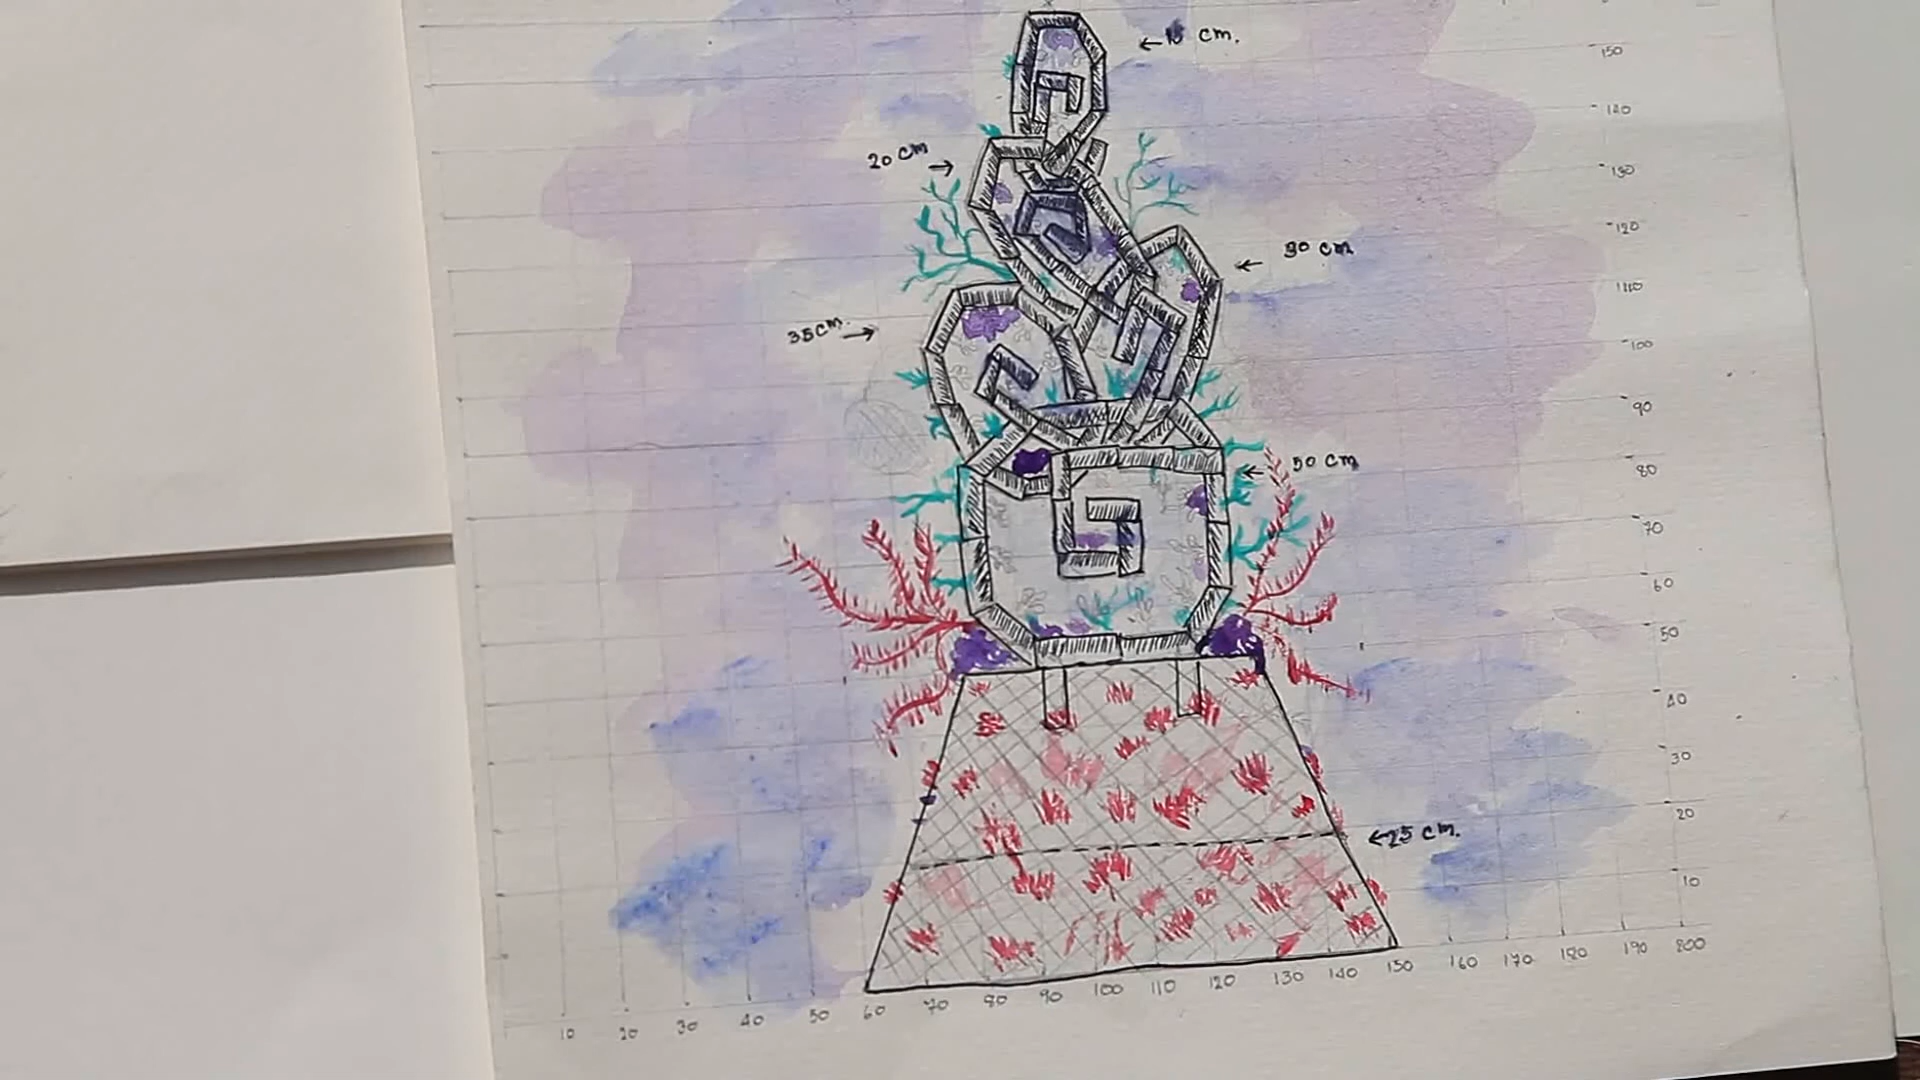 150
cm.
140
20 cm
130
120
30 cm
110
35 cm.
100
90
50 cm
80
70
60
50
40
30
20
25 cm.
10
10 20 30 40 50 60 70 80 90 100 110 120 130 140 150 160 170 180 190 200